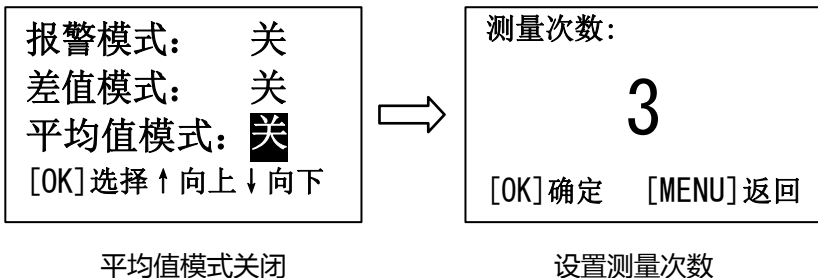 报警模式： 关
差值模式： 关
平均值模式：关
[OK]选择↑向上↓向下
平均值模式关闭
测量次数:
3
[OK]确定 [MENU]返回
设置测量次数